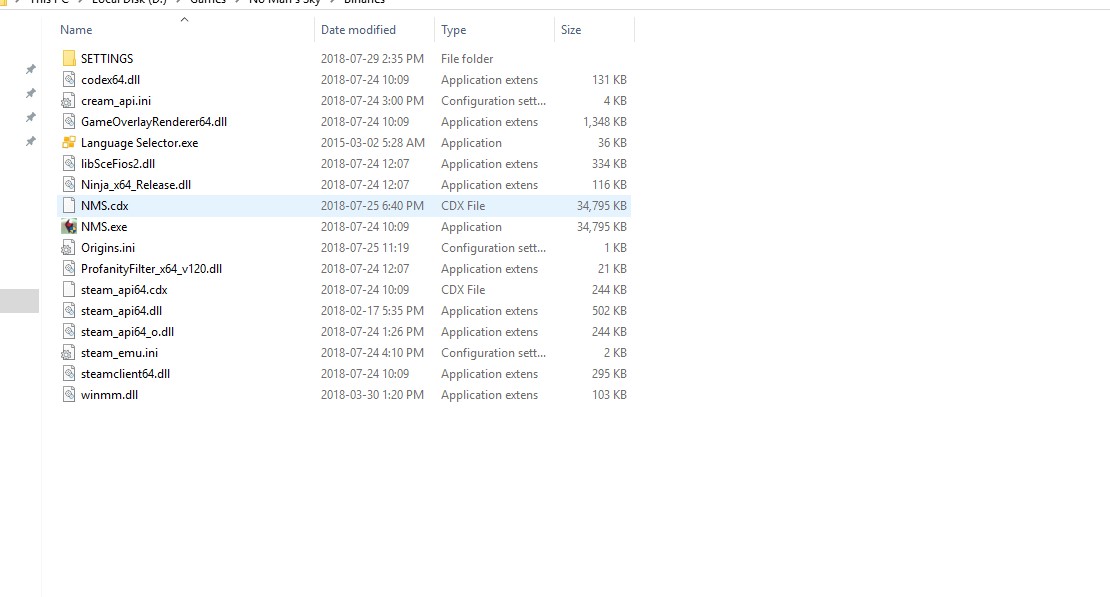 This PC > Local Disk (D:) > Games > No Man's Sky > Binaries
Name Date modified Type Size
SETTINGS 2018-07-29 2:35 PM File folder
codex64.dll 2018-07-24 10:09 Application extens 131 KB
cream_api.ini 2018-07-24 3:00 PM Configuration sett... 4 KB
GameOverlayRenderer64.dll 2018-07-24 10:09 Application extens 1,348 KB
Language Selector.exe 2015-03-02 5:28 AM Application 36 KB
libSceFios2.dll 2018-07-24 12:07 Application extens 334 KB
Ninja_x64_Release.dll 2018-07-24 12:07 Application extens 116 KB
NMS.cdx 2018-07-25 6:40 PM CDX File 34,795 KB
NMS.exe 2018-07-24 10:09 Application 34,795 KB
Origins.ini 2018-07-25 11:19 Configuration sett... 1 KB
ProfanityFilter_x64_v120.dll 2018-07-24 12:07 Application extens 21 KB
steam_api64.cdx 2018-07-24 10:09 CDX File 244 KB
steam_api64.dll 2018-02-17 5:35 PM Application extens 502 KB
steam_api64_o.dll 2018-07-24 1:26 PM Application extens 244 KB
steam_emu.ini 2018-07-24 4:10 PM Configuration sett... 2 KB
steamclient64.dll 2018-07-24 10:09 Application extens 295 KB
winmm.dll 2018-03-30 1:20 PM Application extens 103 KB